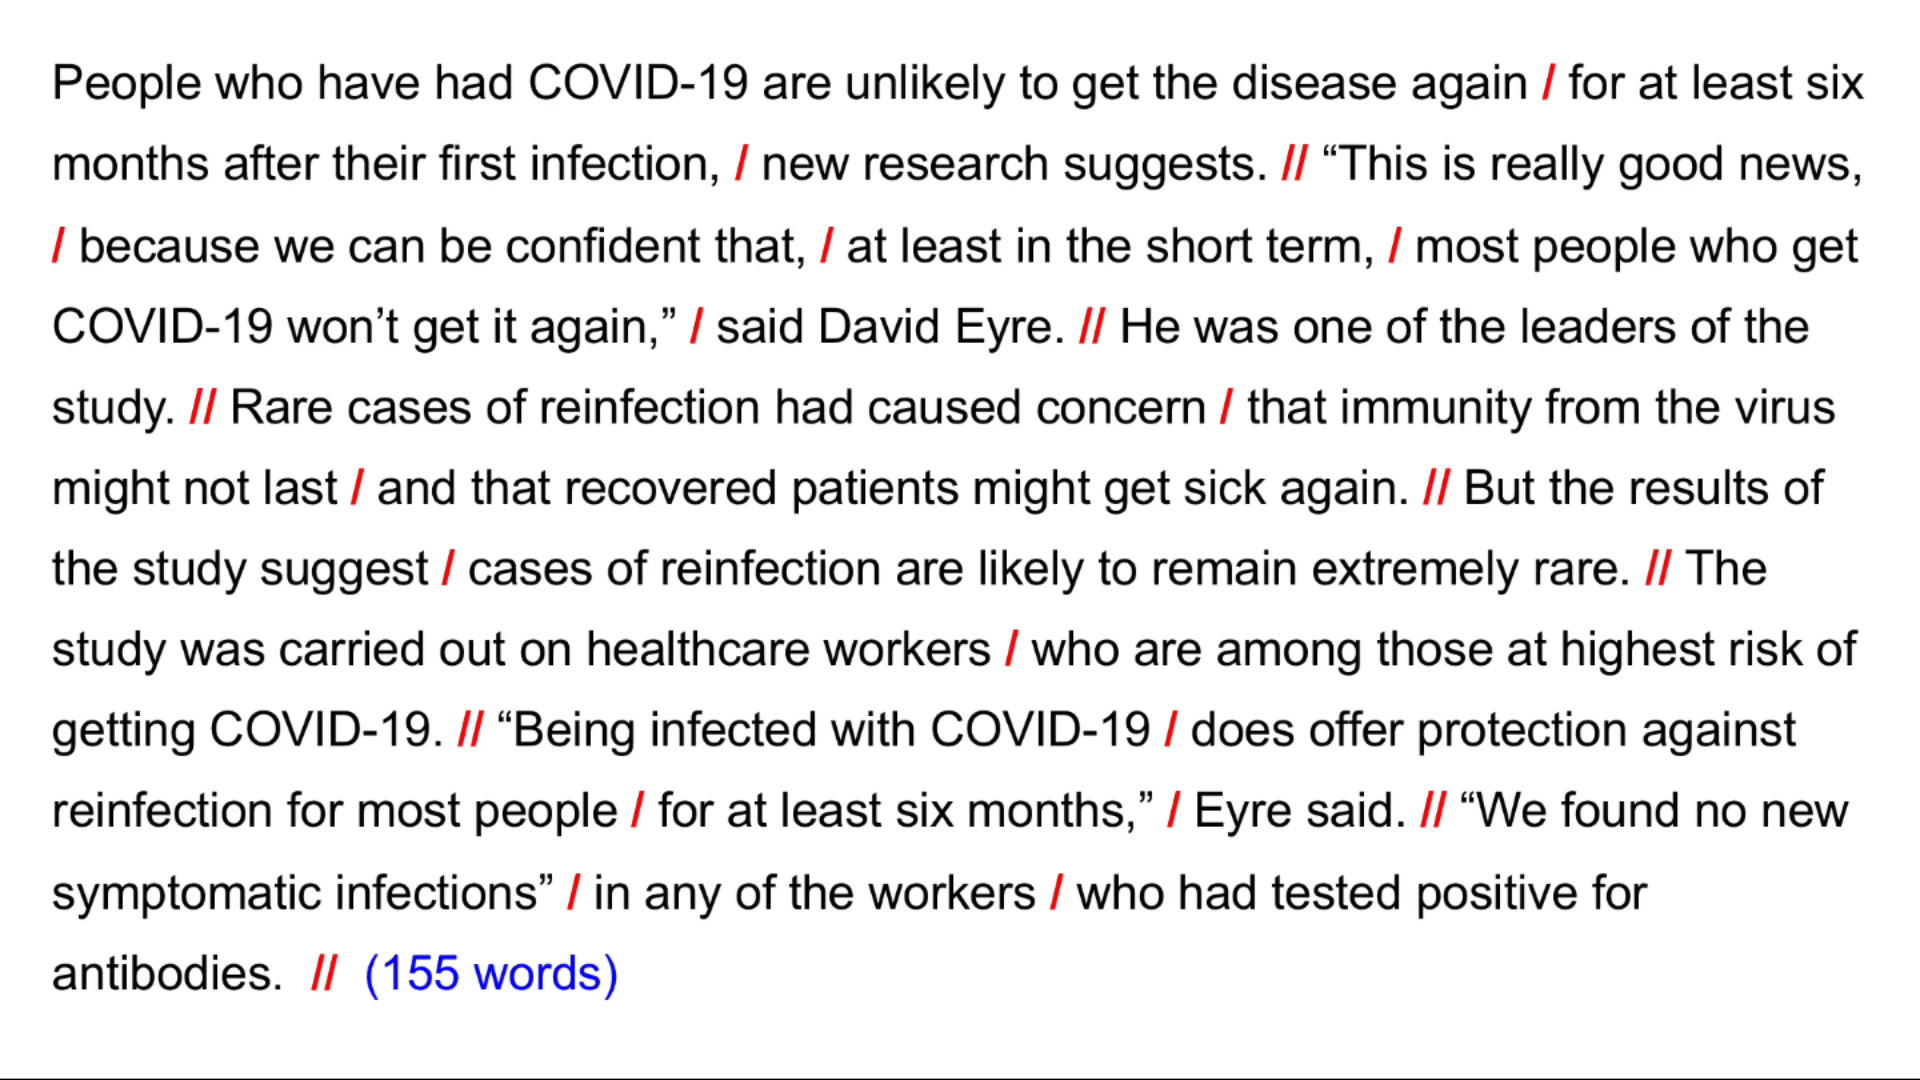 People who have had COVID-19 are unlikely to get the disease again / for at least six
months after their first infection, / new research suggests. // “This is really good news,
/ because we can be confident that, / at least in the short term, / most people who get
COVID-19 won’t get it again,” / said David Eyre. // He was one of the leaders of the
study. // Rare cases of reinfection had caused concern / that immunity from the virus
might not last / and that recovered patients might get sick again. // But the results of
the study suggest / cases of reinfection are likely to remain extremely rare. // The
study was carried out on healthcare workers / who are among those at highest risk of
getting COVID-19. // “Being infected with COVID-19 / does offer protection against
reinfection for most people / for at least six months,” / Eyre said. // “We found no new
symptomatic infections” / in any of the workers / who had tested positive for
antibodies. // (155 words)